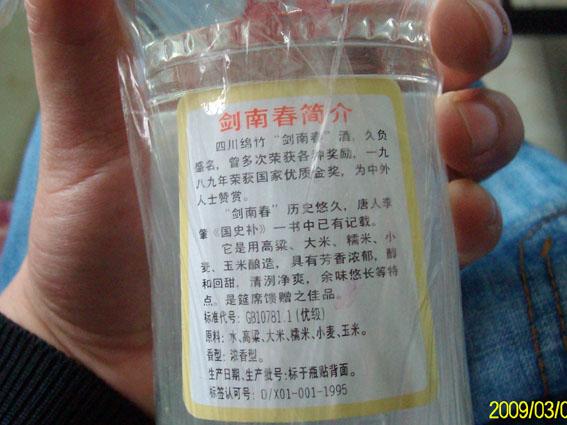 剑南春简介
四川绵竹"剑南春"酒，久负
盛名，曾多次荣获各种奖励，一九
八九年荣获国家优质金奖，为中外
人士赞赏。
"剑南春"历史悠久，唐人李
肇《国史补》一书中已有记载。
它是用高梁、大米、糯米、小
麦、玉米酿造，具有芳香浓郁，醇
和回甜，清洌净爽，余味悠长等特
点。是筵席馈赠之佳品。
标准代号：GB10781.1(优级)
原料：水、高梁、大米、糯米、小麦、玉米。
香型：浓香型。
生产日期、生产批号：标于瓶贴背面。
标签认可号：D/X01-001-1995
2009/03/0